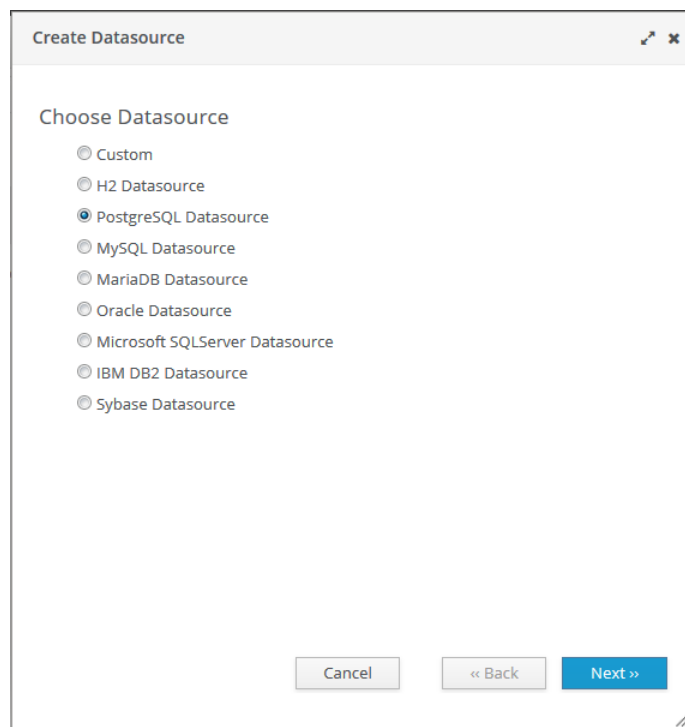 Create Datasource
Choose Datasource
Custom
H2 Datasource
PostgreSQL Datasource
MySQL Datasource
MariaDB Datasource
Oracle Datasource
Microsoft SQLServer Datasource
IBM DB2 Datasource
Sybase Datasource
Cancel ‹‹ Back Next ››